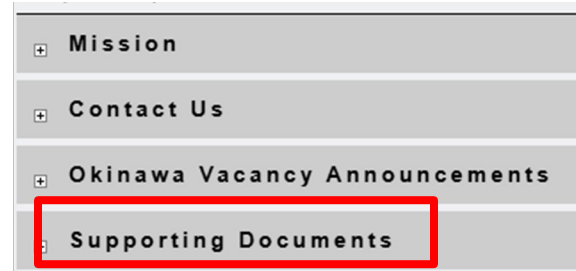 Mission
Contact Us
Okinawa Vacancy Announcements
Supporting Documents